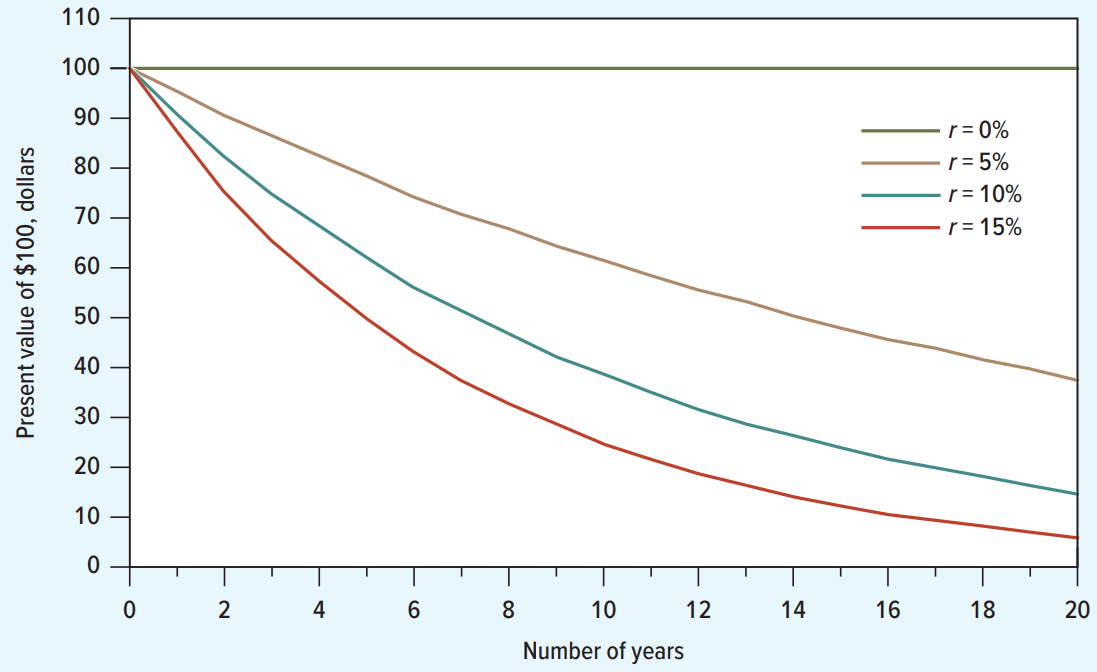 Present value of $100, dollars
110
100
90
80
70
60
50
40
30
20
10
0
r = 0%
r = 5%
r = 10%
r = 15%
0 2 4 6 8 10 12 14 16 18 20
Number of years